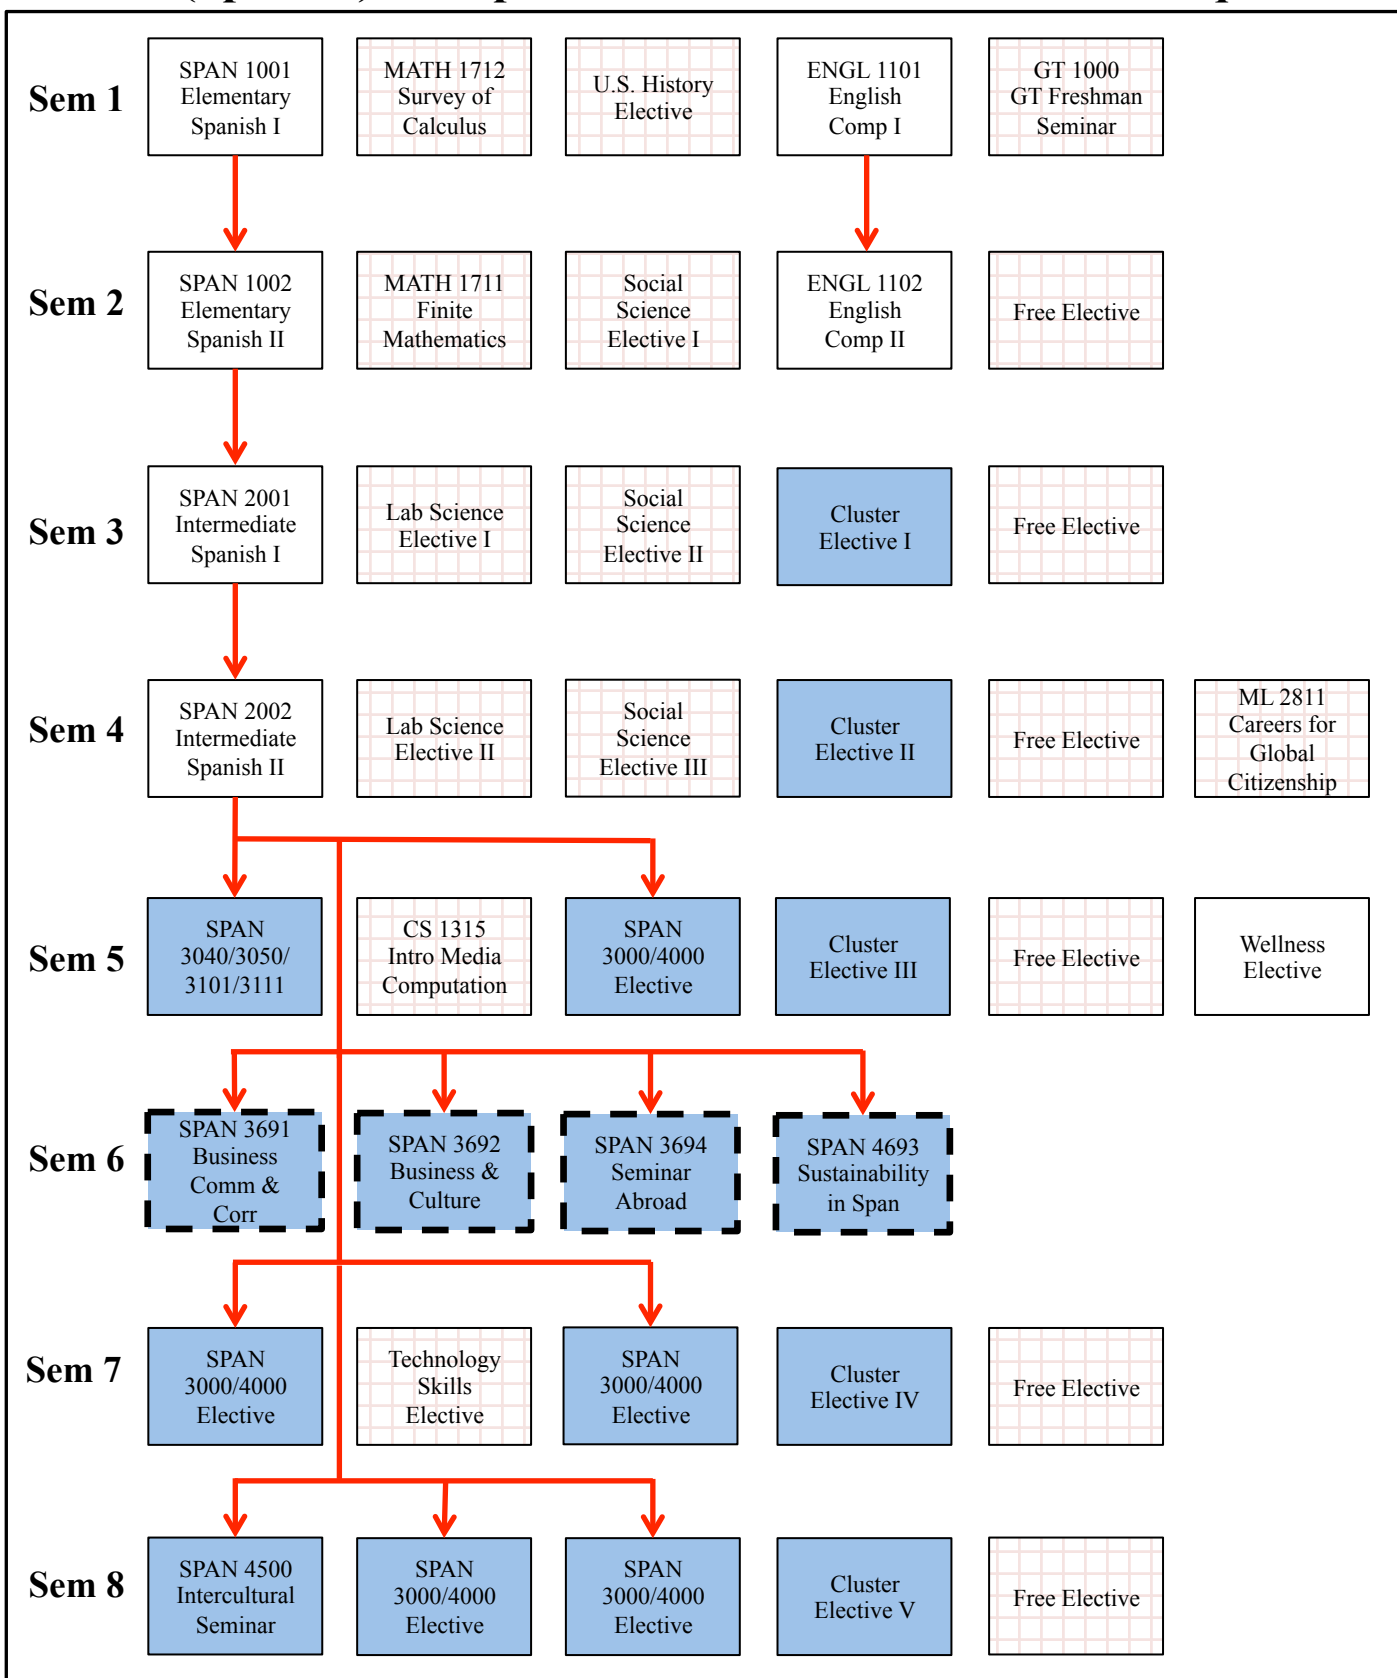 Sem 1
SPAN 1001
Elementary
Spanish I
MATH 1712
Survey of
Calculus
U.S. History
Elective
ENGL 1101
English
Comp I
GT 1000
GT Freshman
Seminar
Sem 2
SPAN 1002
Elementary
Spanish II
MATH 1711
Finite
Mathematics
Social
Science
Elective I
ENGL 1102
English
Comp II
Free Elective
Sem 3
SPAN 2001
Intermediate
Spanish I
Lab Science
Elective I
Social
Science
Elective II
Cluster
Elective I
Free Elective
Sem 4
SPAN 2002
Intermediate
Spanish II
Lab Science
Elective II
Social
Science
Elective III
Cluster
Elective II
Free Elective
ML 2811
Careers for
Global
Citizenship
Sem 5
SPAN
3040/3050/
3101/3111
CS 1315
Intro Media
Computation
SPAN
3000/4000
Elective
Cluster
Elective III
Free Elective
Wellness
Elective
Sem 6
SPAN 3691
Business
Comm &
Corr
SPAN 3692
Business &
Culture
SPAN 3694
Seminar
Abroad
SPAN 4693
Sustainability
in Span
Sem 7
SPAN
3000/4000
Elective
Technology
Skills
Elective
SPAN
3000/4000
Elective
Cluster
Elective IV
Free Elective
Sem 8
SPAN 4500
Intercultural
Seminar
SPAN
3000/4000
Elective
SPAN
3000/4000
Elective
Cluster
Elective V
Free Elective